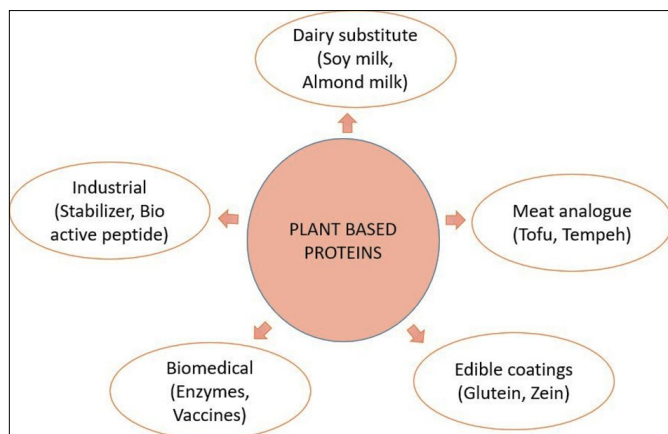 Dairy substitute
(Soy milk,
Almond milk)
Industrial
(Stabilizer, Bio
active peptide)
PLANT BASED
PROTEINS
Meat analogue
(Tofu, Tempeh)
Biomedical
(Enzymes,
Vaccines)
Edible coatings
(Glutein, Zein)